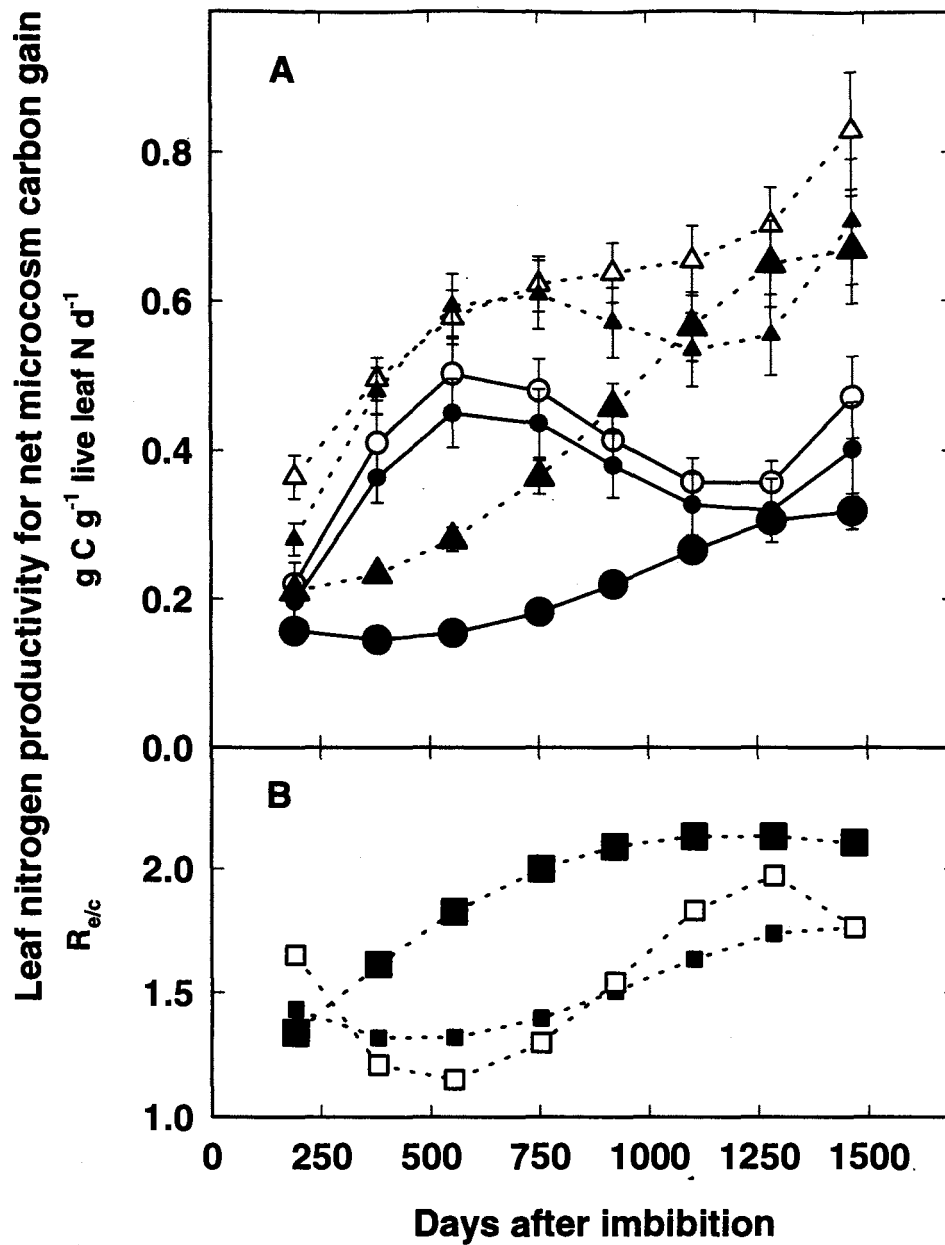 Leaf nitrogen productivity for net microcosm carbon gain
g C g⁻¹ live leaf N d⁻¹
A
0.8
0.6
0.4
0.2
0.0
B
R e/c
2.0
1.5
1.0
0 250 500 750 1000 1250 1500
Days after imbibition